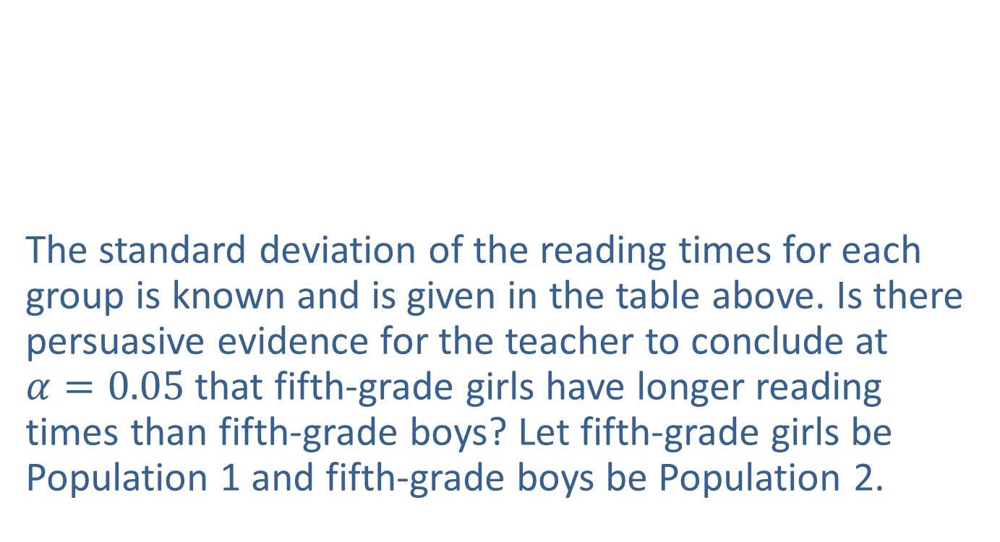 The standard deviation of the reading times for each
group is known and is given in the table above. Is there
persuasive evidence for the teacher to conclude at
𝛼 = 0.05 that fifth-grade girls have longer reading
times than fifth-grade boys? Let fifth-grade girls be
Population 1 and fifth-grade boys be Population 2.